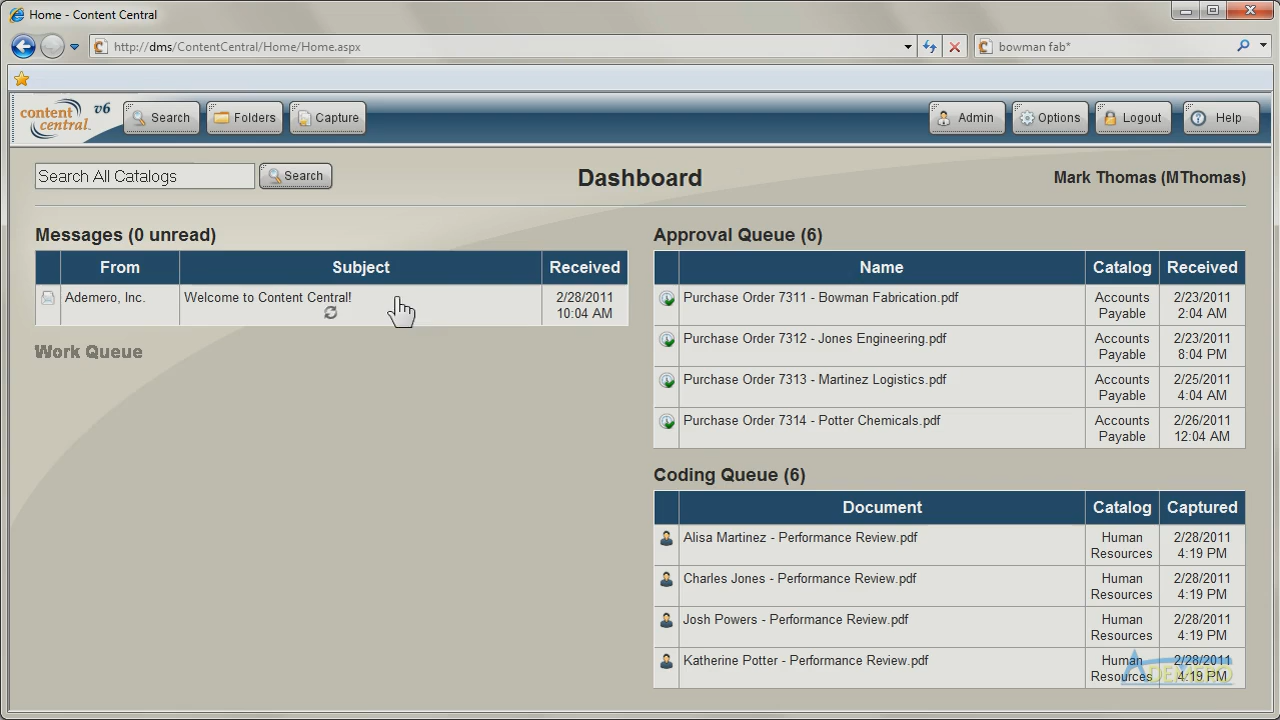 Home - Content Central
http://dms/ContentCentral/Home/Home.aspx
bowman fab*
content central. v6
Search
Folders
Capture
Admin
Options
Logout
Help
Search All Catalogs
Search
Dashboard
Mark Thomas (MThomas)
Messages (0 unread)
From Subject Received
Ademero, Inc. Welcome to Content Central! 2/28/2011
10:04 AM
Work Queue
Approval Queue (6)
Name Catalog Received
Purchase Order 7311 - Bowman Fabrication.pdf Accounts 2/23/2011
Payable 2:04 AM
Purchase Order 7312 - Jones Engineering.pdf Accounts 2/23/2011
Payable 8:04 PM
Purchase Order 7313 - Martinez Logistics.pdf Accounts 2/25/2011
Payable 4:04 AM
Purchase Order 7314 - Potter Chemicals.pdf Accounts 2/26/2011
Payable 12:04 AM
Coding Queue (6)
Document Catalog Captured
Alisa Martinez - Performance Review.pdf Human 2/28/2011
Resources 4:19 PM
Charles Jones - Performance Review.pdf Human 2/28/2011
Resources 4:19 PM
Josh Powers - Performance Review.pdf Human 2/28/2011
Resources 4:19 PM
Katherine Potter - Performance Review.pdf Human 2/28/2011
Resources 4:19 PM
ADEMERO